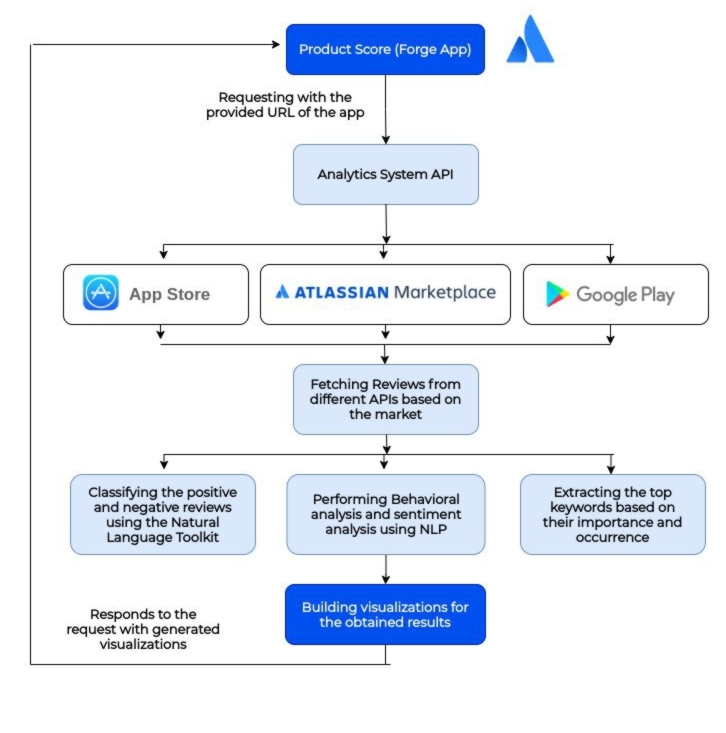 Product Score (Forge App)
Requesting with the
provided URL of the app
Analytics System API
App Store
ATLASSIAN Marketplace
Google Play
Fetching Reviews from
different APIs based on
the market
Classifying the positive
and negative reviews
using the Natural
Language Toolkit
Performing Behavioral
analysis and sentiment
analysis using NLP
Extracting the top
keywords based on
their importance and
occurrence
Building visualizations for
the obtained results
Responds to the
request with generated
visualizations